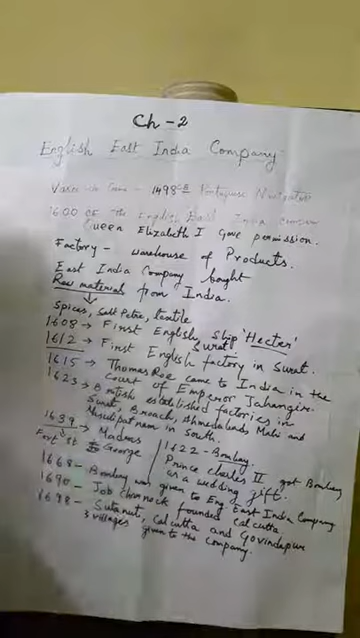 Ch - 2
English East India Company
Vasco da Gama - 1498 CE Portuguese Navigator
1600 CE The English East India company
Queen Elizabeth I Gave permission.
Factory - warehouse of Products.
East India Company bought
Raw materials from India.
Spices, Salt Petre, textile
1608 → First English Ship 'Hector'
Surat
1612 → First English factory in Surat.
1615 → Thomas Roe came to India in the
Court of Emperor Jahangir.
1623 → British established factories in
Surat, Broach, Ahmedabad, and
Masulipatnam in South.
1639 → Madras
Fort St George
1622 - Bombay
Prince Charles II got Bombay
as a wedding gift.
1668 - Bombay was given to Eng. East India Company
1690 - Job Charnock founded Calcutta
1698 - Sutanut, Calcutta and Govindapur
3 villages given to the company.